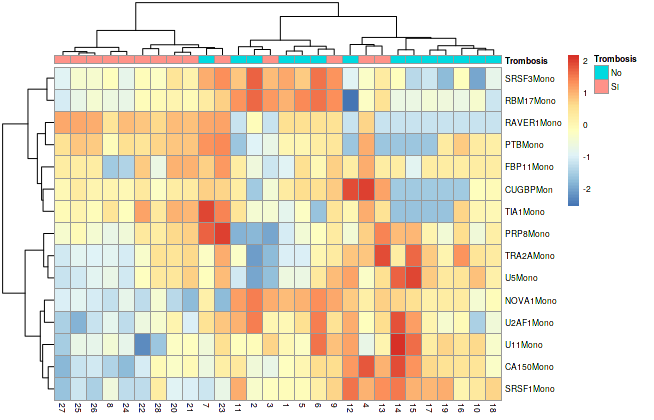 Trombosis
SRSF3Mono
RBM17Mono
RAVER1Mono
PTBMono
FBP11Mono
CUGBPMono
TIA1Mono
PRP8Mono
TRA2AMono
U5Mono
NOVA1Mono
U2AF1Mono
U11Mono
CA150Mono
SRSF1Mono
27 25 26 8 24 22 28 20 21 7 23 11 2 3 1 5 6 9 12 4 13 14 15 17 19 16 10 18
2
1
0
-1
-2
Trombosis
No
SI